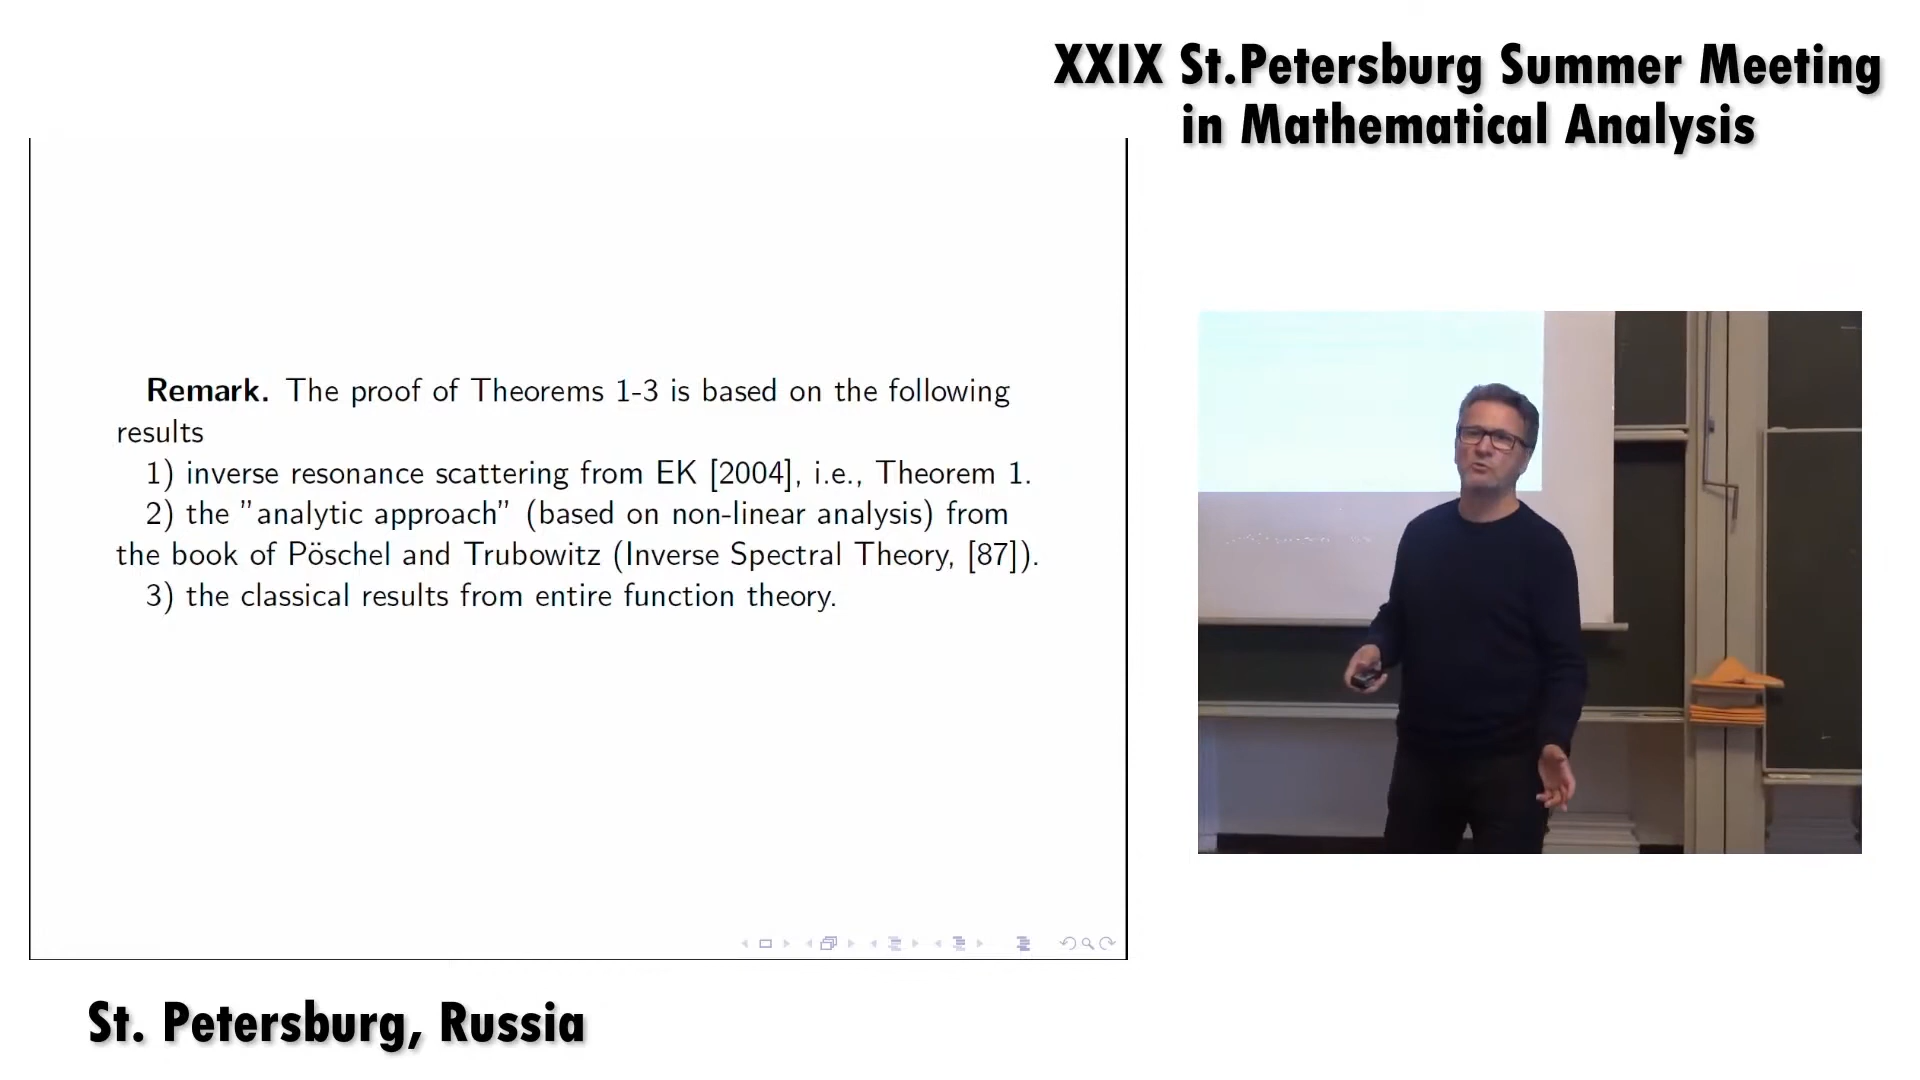 XXIX St.Petersburg Summer Meeting
in Mathematical Analysis
Remark. The proof of Theorems 1-3 is based on the following
results
1) inverse resonance scattering from EK [2004], i.e., Theorem 1.
2) the ”analytic approach” (based on non-linear analysis) from
the book of Pöschel and Trubowitz (Inverse Spectral Theory, [87]).
3) the classical results from entire function theory.
St. Petersburg, Russia